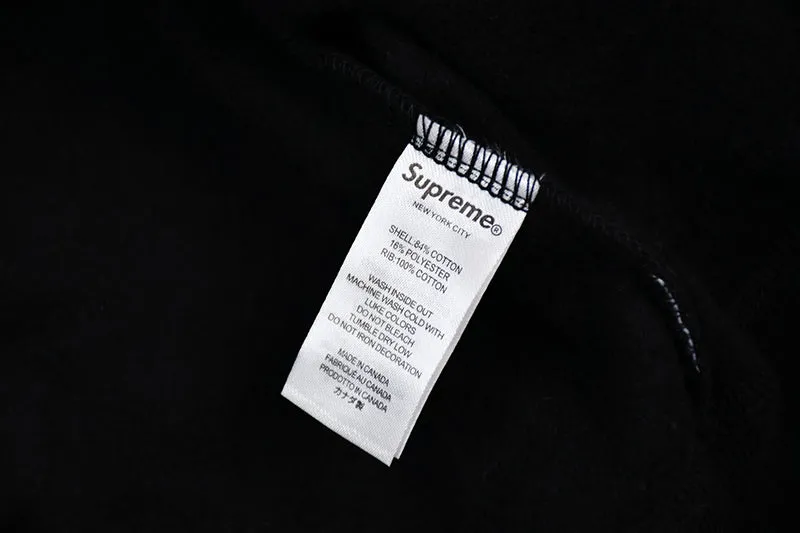 Supreme®
NEW YORK CITY
SHELL:84% COTTON
16% POLYESTER
RIB:100% COTTON
WASH INSIDE OUT
MACHINE WASH COLD WITH
LUKE COLORS
DO NOT BLEACH
TUMBLE DRY LOW
DO NOT IRON DECORATION
MADE IN CANADA
FABRIQUÉ AU CANADA
PRODOTTO IN CANADA
カナダ製